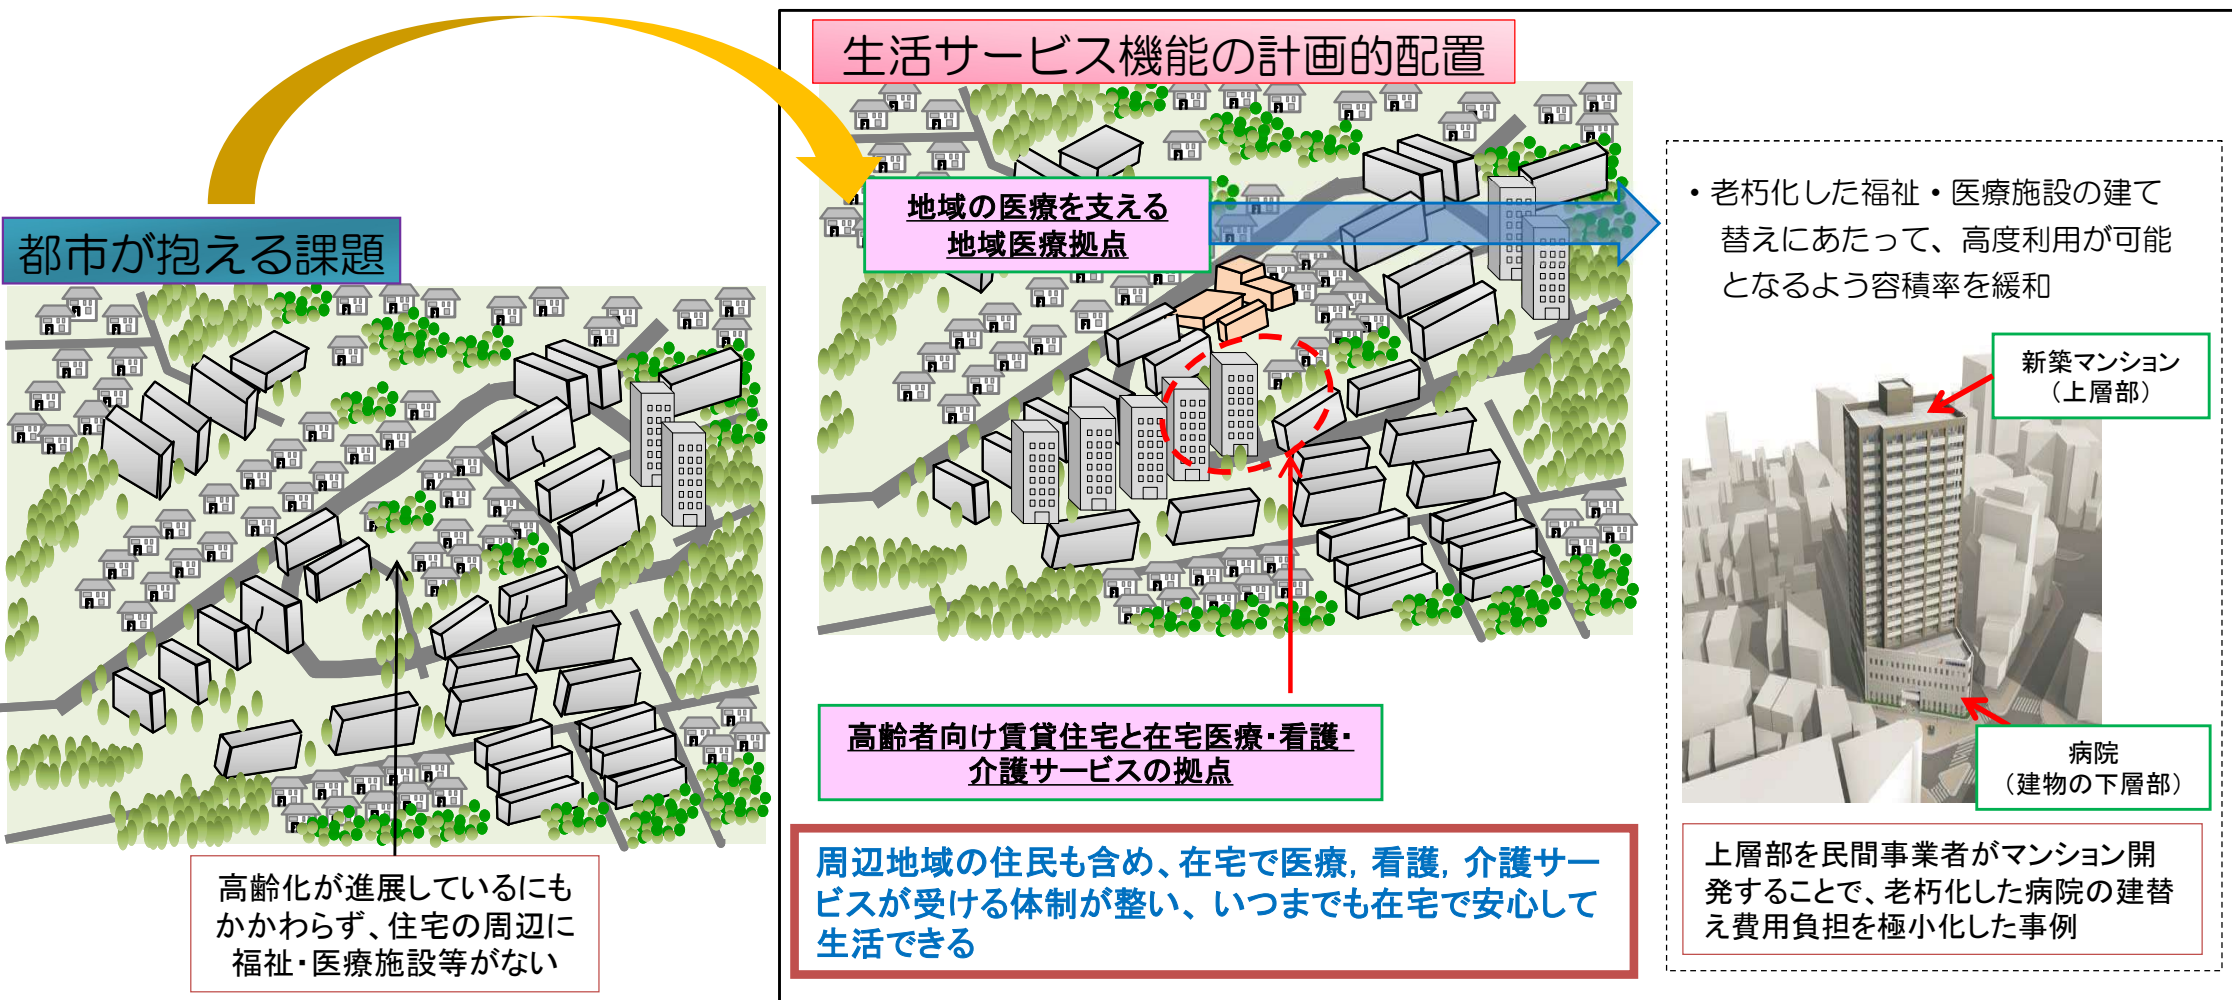 生活サービス機能の計画的配置
都市が抱える課題
地域の医療を支える
地域医療拠点
・老朽化した福祉・医療施設の建て
替えにあたって、高度利用が可能
となるよう容積率を緩和
新築マンション
（上層部）
病院
（建物の下層部）
高齢者向け賃貸住宅と在宅医療・看護・
介護サービスの拠点
周辺地域の住民も含め、在宅で医療，看護，介護サー
ビスが受ける体制が整い、いつまでも在宅で安心して
生活できる
上層部を民間事業者がマンション開
発することで、老朽化した病院の建替
え費用負担を極小化した事例
高齢化が進展しているにも
かかわらず、住宅の周辺に
福祉・医療施設等がない